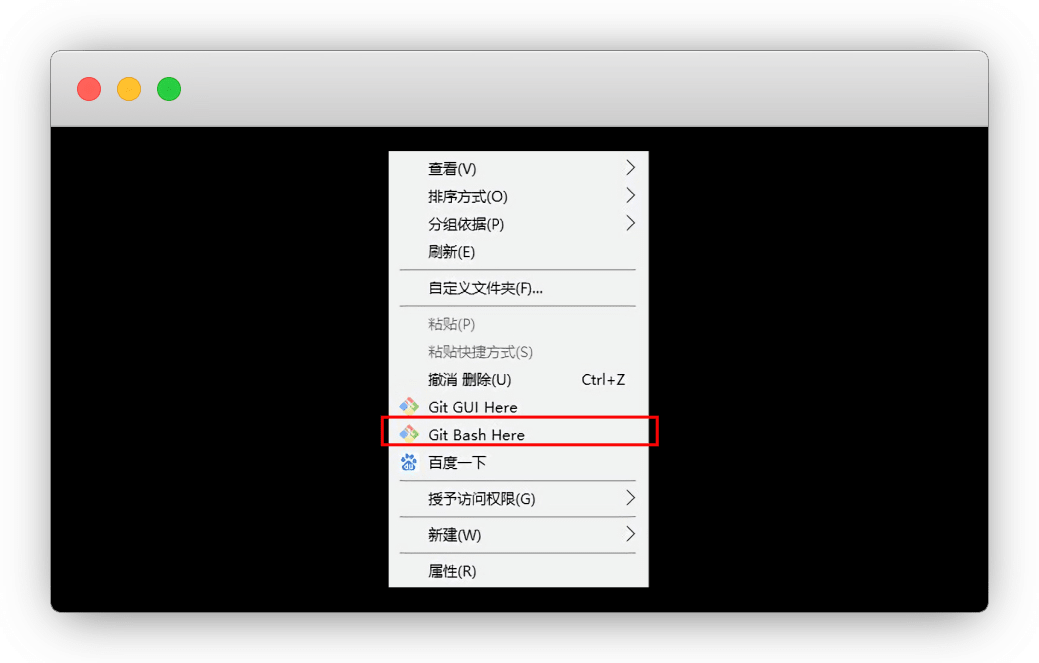 查看(V)
排序方式(O)
分组依据(P)
刷新(E)
自定义文件夹(F)...
粘贴(P)
粘贴快捷方式(S)
撤消 删除(U) Ctrl+Z
Git GUI Here
Git Bash Here
百度一下
授予访问权限(G)
新建(W)
属性(R)